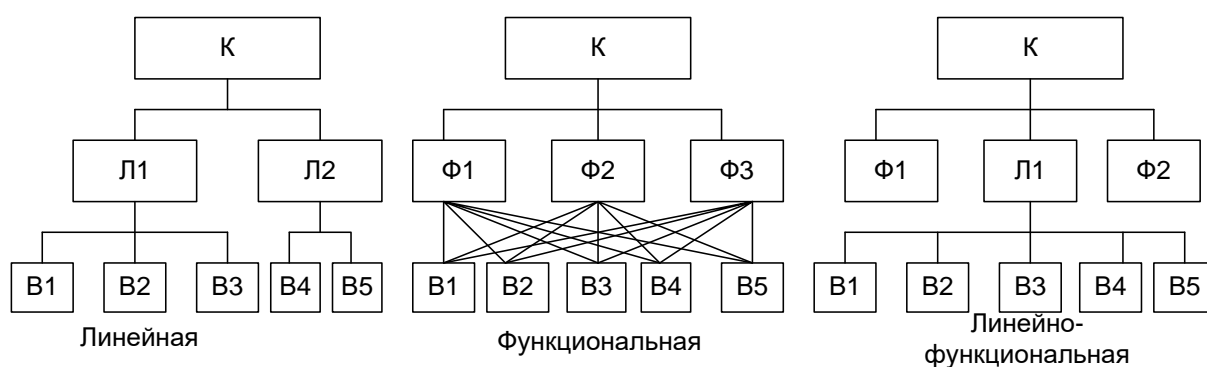 К
К
К
Л1
Л2
Ф1
Ф2
Ф3
Ф1
Л1
Ф2
В1
В2
В3
В4
В5
В1
В2
В3
В4
В5
В1
В2
В3
В4
В5
Линейная
Функциональная
Линейно-
функциональная